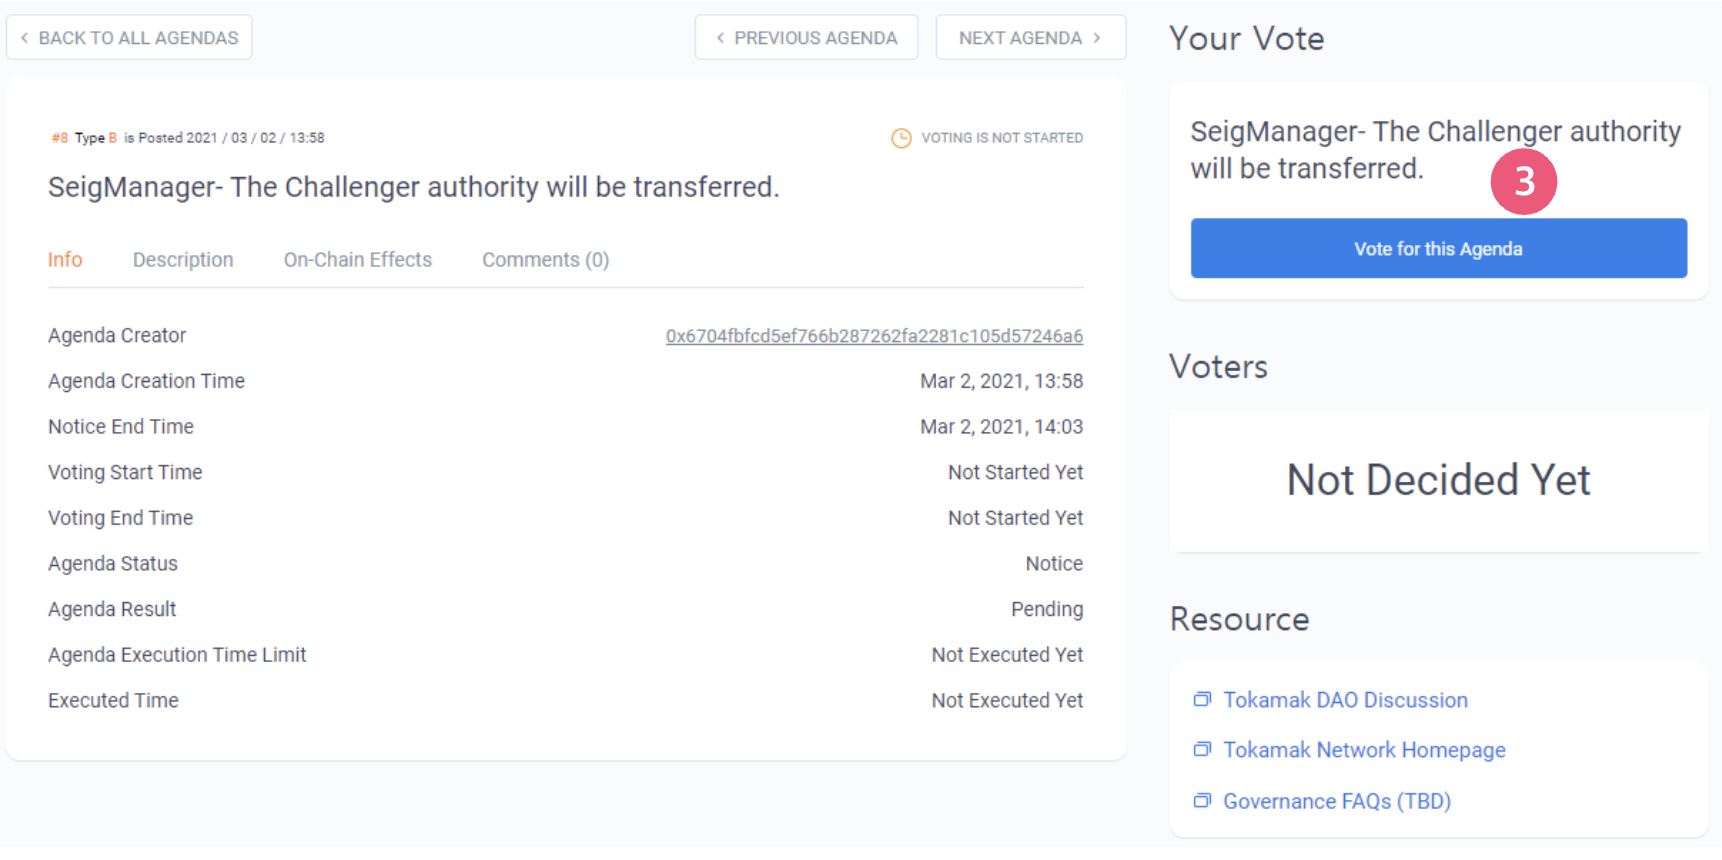 BACK TO ALL AGENDAS
PREVIOUS AGENDA
NEXT AGENDA
#8 Type B is Posted 2021 / 03 / 02 / 13:58
VOTING IS NOT STARTED
SeigManager- The Challenger authority will be transferred.
Info Description On-Chain Effects Comments (0)
Agenda Creator 0x6704fbfcd5ef766b287262fa2281c105d57246a6
Agenda Creation Time Mar 2, 2021, 13:58
Notice End Time Mar 2, 2021, 14:03
Voting Start Time Not Started Yet
Voting End Time Not Started Yet
Agenda Status Notice
Agenda Result Pending
Agenda Execution Time Limit Not Executed Yet
Executed Time Not Executed Yet
Your Vote
SeigManager- The Challenger authority
will be transferred.
3
Vote for this Agenda
Voters
Not Decided Yet
Resource
Tokamak DAO Discussion
Tokamak Network Homepage
Governance FAQs (TBD)